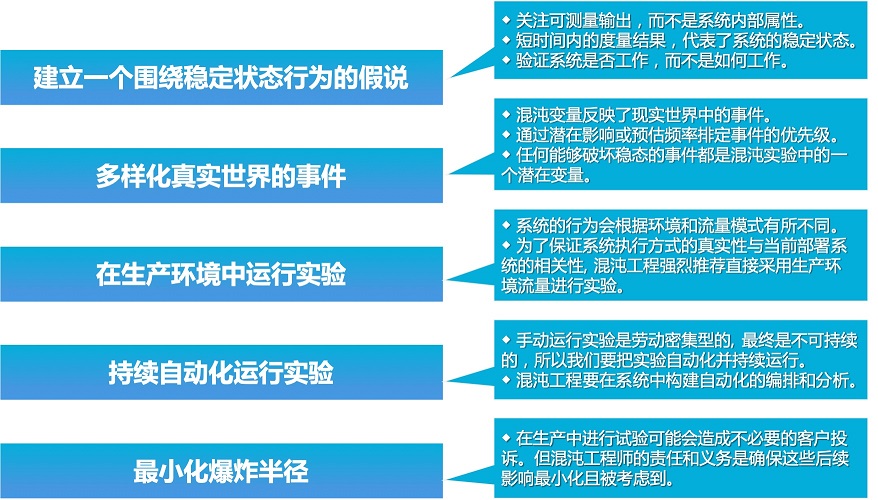 建立一个围绕稳定状态行为的假说
◆ 关注可测量输出，而不是系统内部属性。
◆ 短时间内的度量结果，代表了系统的稳定状态。
◆ 验证系统是否工作，而不是如何工作。
多样化真实世界的事件
◆ 混沌变量反映了现实世界中的事件。
◆ 通过潜在影响或预估频率排定事件的优先级。
◆ 任何能够破坏稳态的事件都是混沌实验中的一
个潜在变量。
在生产环境中运行实验
◆ 系统的行为会根据环境和流量模式有所不同。
◆ 为了保证系统执行方式的真实性与当前部署系
统的相关性, 混沌工程强烈推荐直接采用生产环
境流量进行实验。
持续自动化运行实验
◆ 手动运行实验是劳动密集型的, 最终是不可持续
的，所以我们要把实验自动化并持续运行。
◆ 混沌工程要在系统中构建自动化的编排和分析。
最小化爆炸半径
◆ 在生产中进行试验可能会造成不必要的客户投
诉。但混沌工程师的责任和义务是确保这些后续
影响最小化且被考虑到。